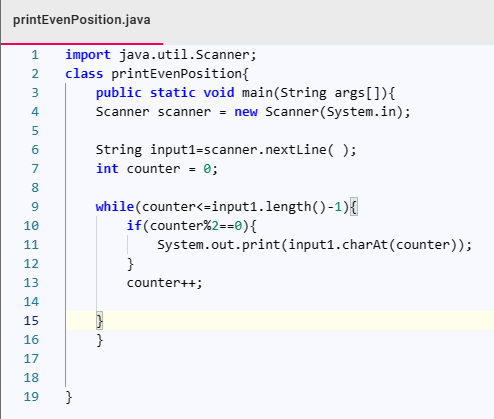 printEvenPosition.java
1 import java.util.Scanner;
2 class printEvenPosition{
3 public static void main(String args[]){
4 Scanner scanner = new Scanner(System.in);
5
6 String input1=scanner.nextLine( );
7 int counter = 0;
8
9 while(counter<=input1.length()-1){
10 if(counter%2==0){
11 System.out.print(input1.charAt(counter));
12 }
13 counter++;
14
15 }
16 }
17
18
19 }